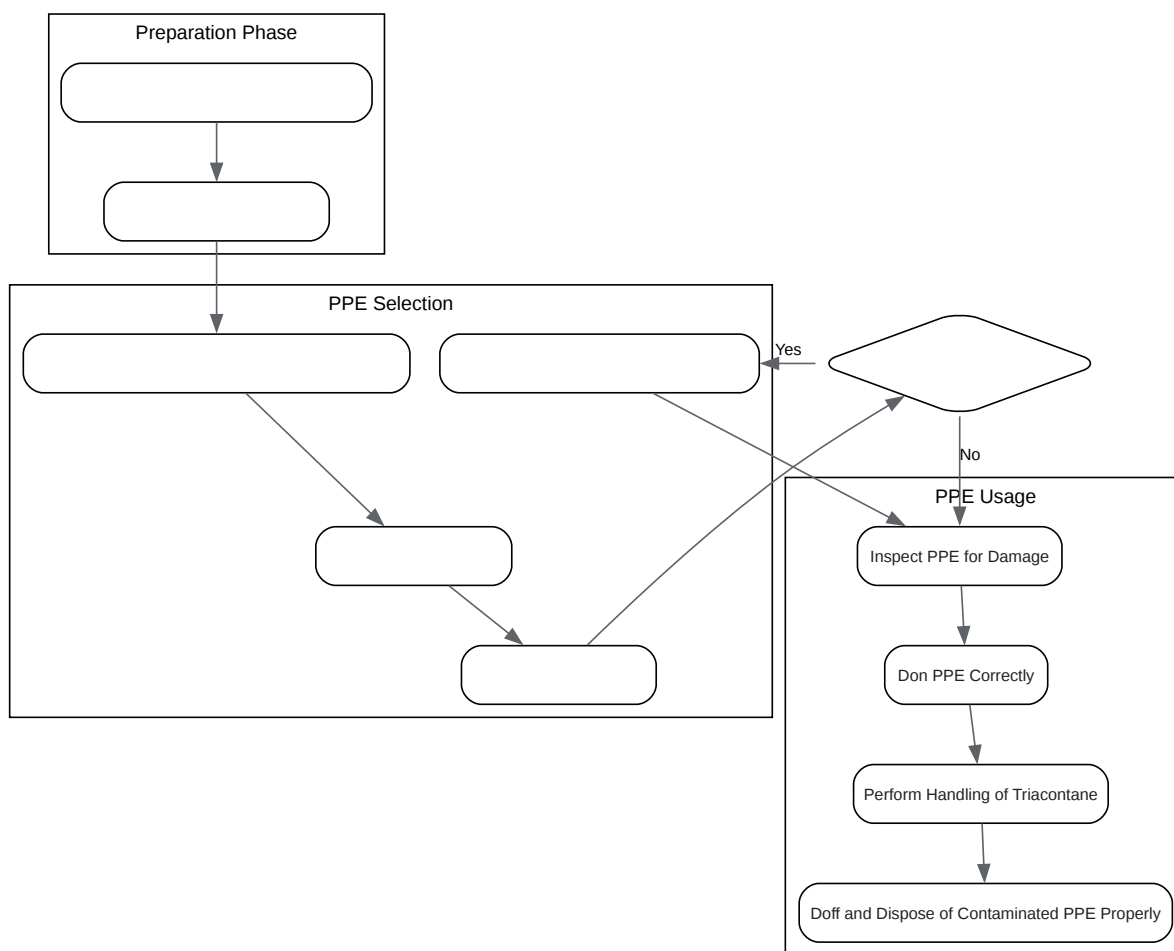 Preparation Phase
PPE Selection
Yes
No
PPE Usage
Inspect PPE for Damage
Don PPE Correctly
Perform Handling of Triacontane
Doff and Dispose of Contaminated PPE Properly